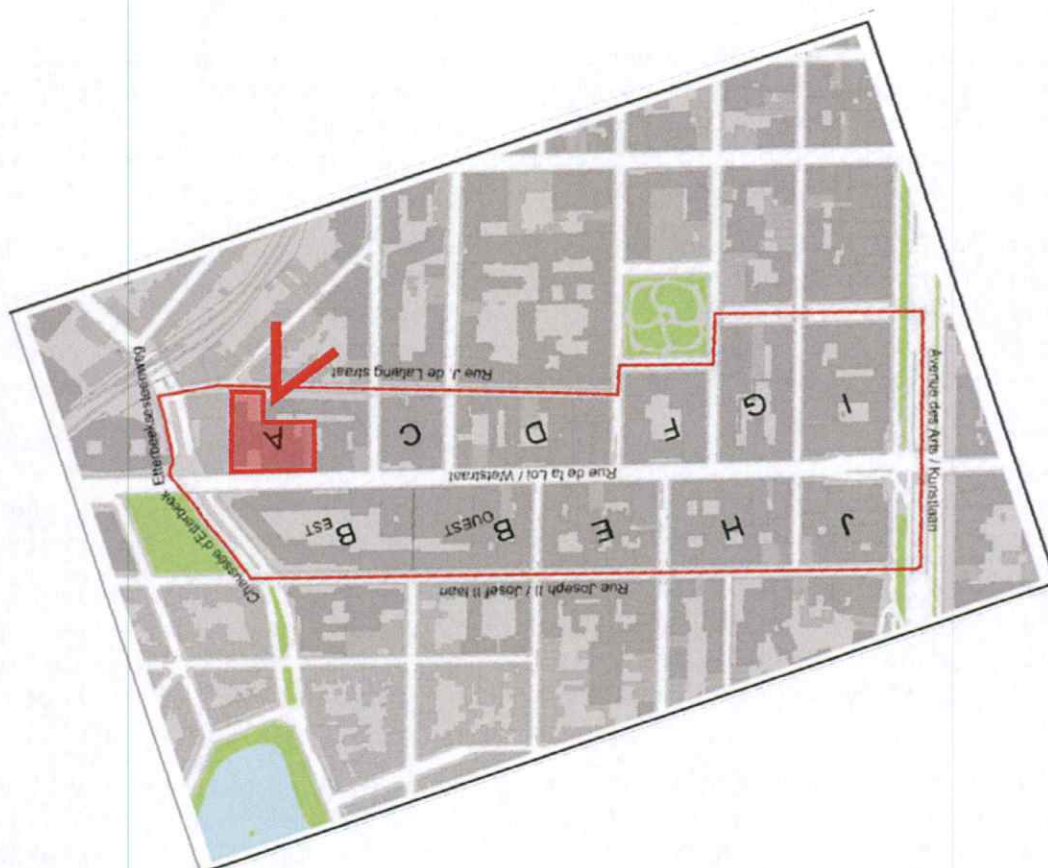 Avenue des Arts / Kunstlaan
Rue Joseph II / Jozef II laan
J
H
E
B OUEST
B EST
Chaussée d'Etterbeek
Etterbeeksesteenweg
Rue de la Loi / Wetstraat
I
G
F
D
C
A
Rue J. de Lalaing straat